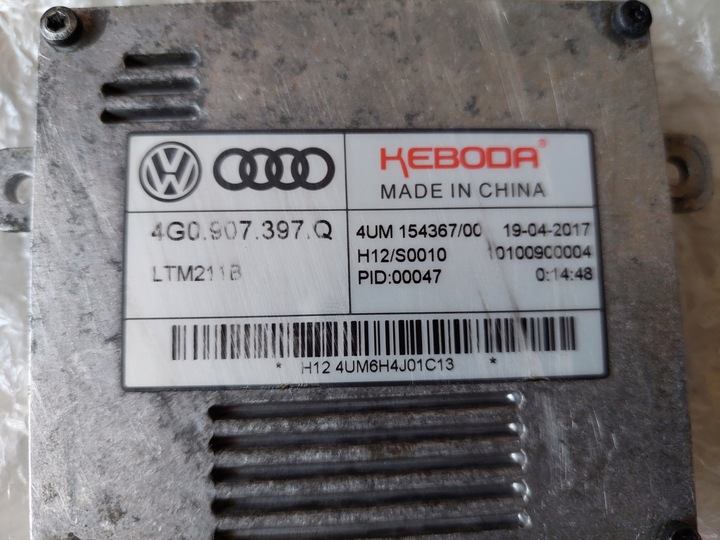 KEBODA®
MADE IN CHINA
4G0.907.397.Q
LTM211B
4UM 154367/00 19-04-2017
H12/S0010 10100900004
PID:00047 0:14:48
* H12 4UM6H4J01C13 *